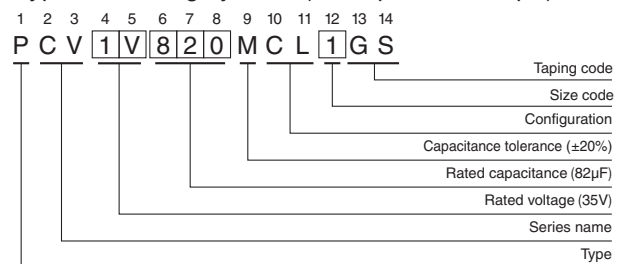 1 2 3 4 5 6 7 8 9 10 11 12 13 14
P C V 1 V 8 2 0 M C L 1 G S
Taping code
Size code
Configuration
Capacitance tolerance (±20%)
Rated capacitance (82µF)
Rated voltage (35V)
Series name
Type